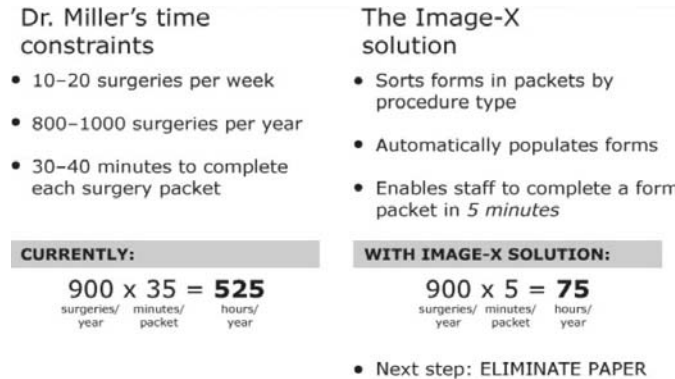 Dr. Miller's time
constraints
• 10–20 surgeries per week
• 800–1000 surgeries per year
• 30–40 minutes to complete
each surgery packet
CURRENTLY:
900 x 35 = 525
surgeries/ minutes/ hours/
year packet year
The Image-X
solution
• Sorts forms in packets by
procedure type
• Automatically populates forms
• Enables staff to complete a form
packet in 5 minutes
WITH IMAGE-X SOLUTION:
900 x 5 = 75
surgeries/ minutes/ hours/
year packet year
• Next step: ELIMINATE PAPER